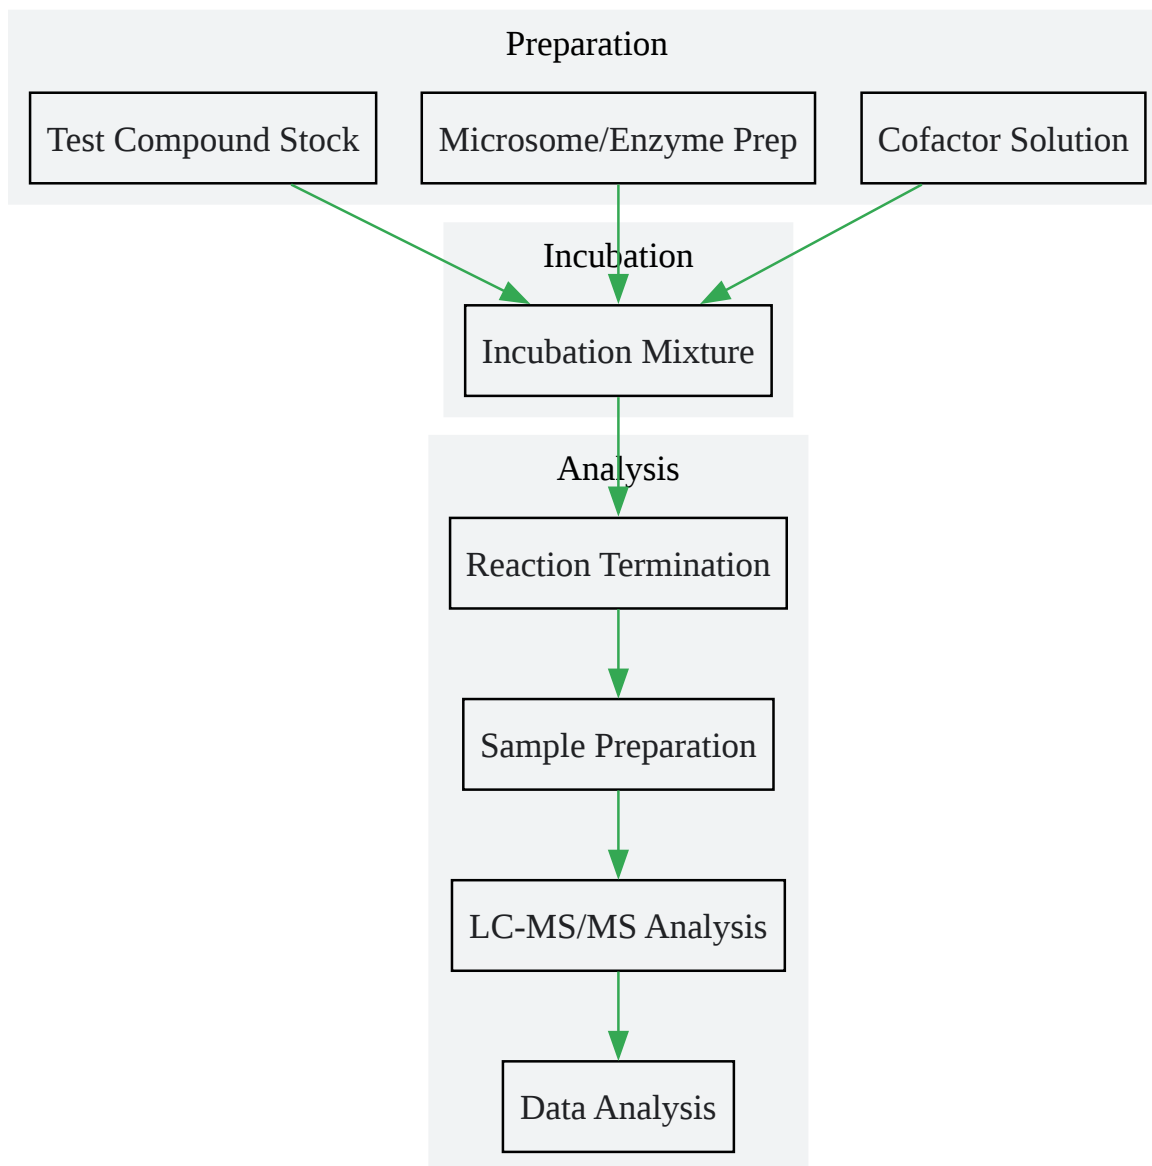 Preparation
Test Compound Stock
Microsome/Enzyme Prep
Cofactor Solution
Incubation
Incubation Mixture
Analysis
Reaction Termination
Sample Preparation
LC-MS/MS Analysis
Data Analysis